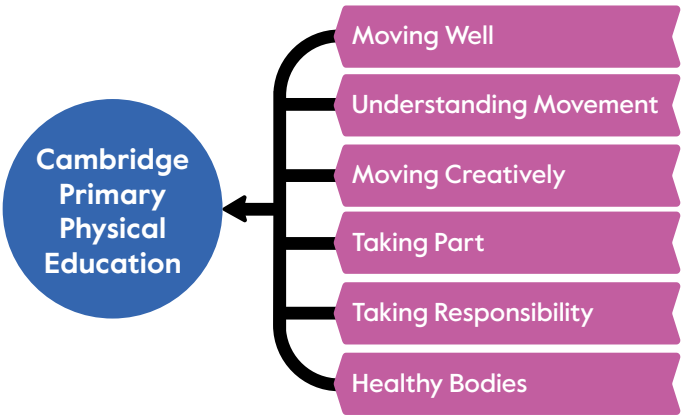 Cambridge
Primary
Physical
Education
Moving Well
Understanding Movement
Moving Creatively
Taking Part
Taking Responsibility
Healthy Bodies